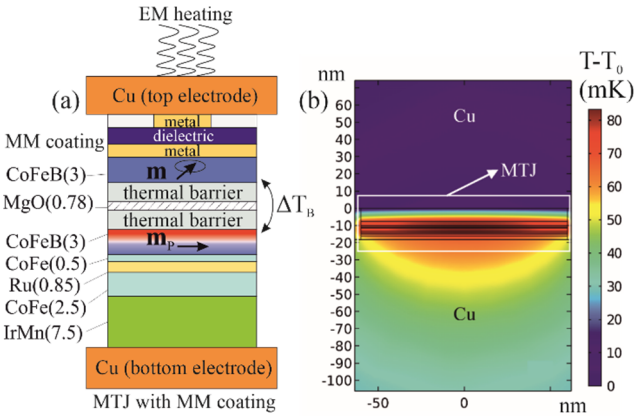 EM heating
(a)
Cu (top electrode)
metal
dielectric
metal
MM coating
CoFeB(3)
m
thermal barrier
MgO(0.78)
thermal barrier
ΔT_B
CoFeB(3)
m_P
CoFe(0.5)
Ru(0.85)
CoFe(2.5)
IrMn(7.5)
Cu (bottom electrode)
MTJ with MM coating
(b)
nm
60
50
40
30
20
10
0
-10
-20
-30
-40
-50
-60
-70
-80
-90
-100
Cu
MTJ
Cu
-50
0
nm
T-T₀
(mK)
80
70
60
50
40
30
20
10
0